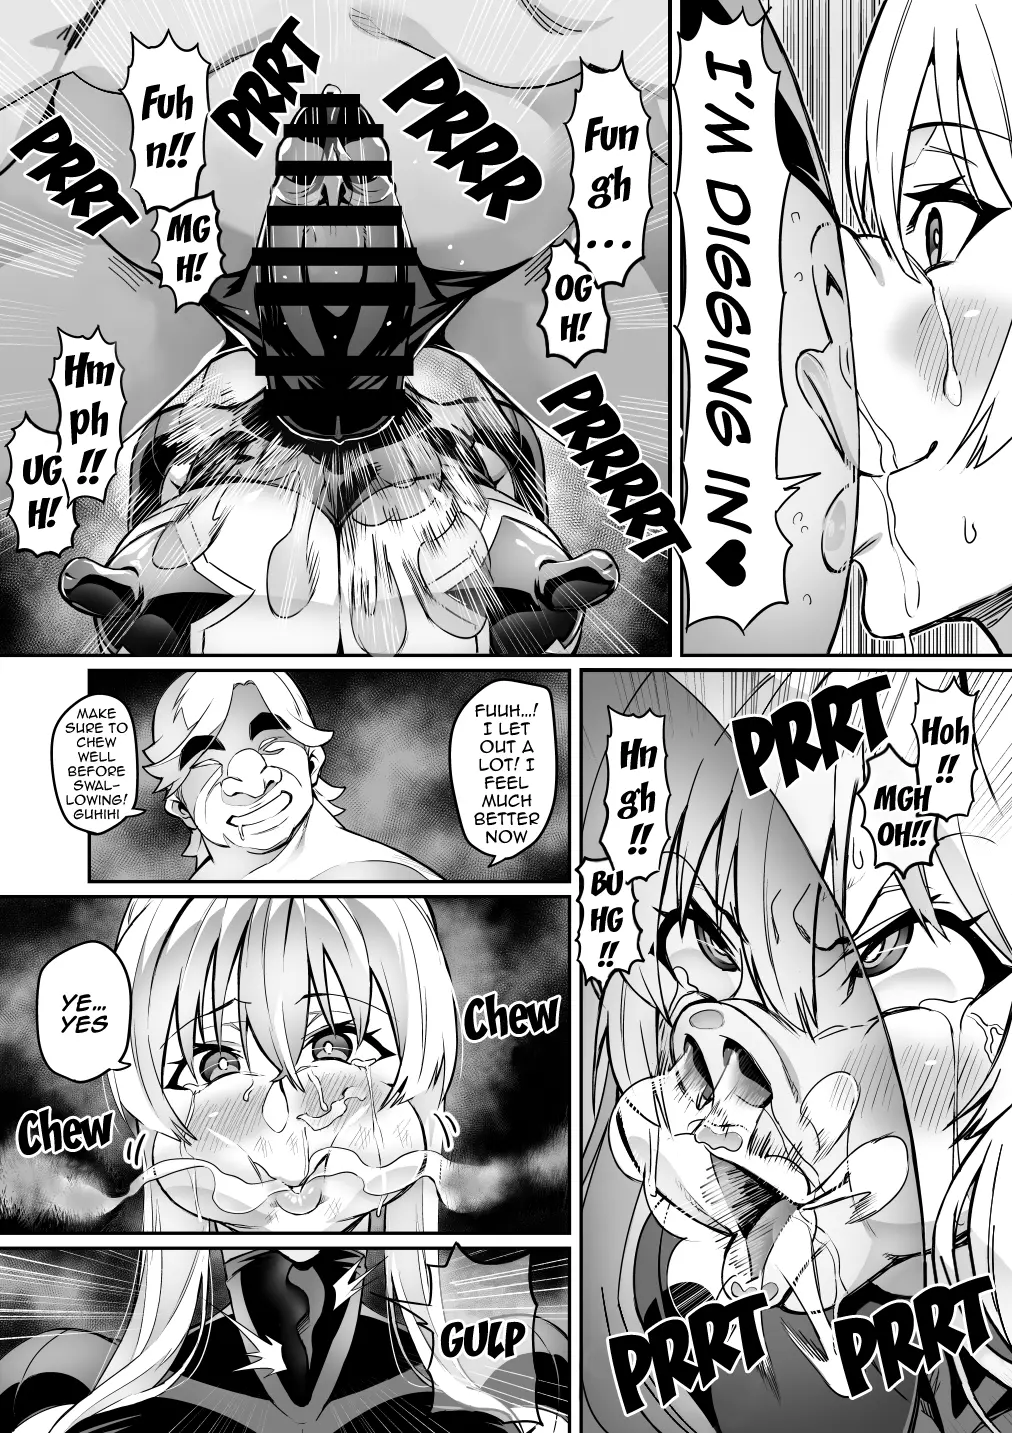 I'M DIGGING IN♥
Fun
gh
...
OG
H!
PRRR
PRRT
Fuh
n!!
MG
H!
PRRT
Hm
ph
!!
UG
H!
PRRRRT
Hoh
!!
MGH
OH!!
PRRT
Hn
gh
!!
BU
HG
!!
PRRT
PRRT
FUUH...!
I LET
OUT A
LOT! I
FEEL
MUCH
BETTER
NOW
MAKE
SURE TO
CHEW
WELL
BEFORE
SWAL-
LOWING!
GUHIHI
Chew
YE...
YES
Chew
GULP